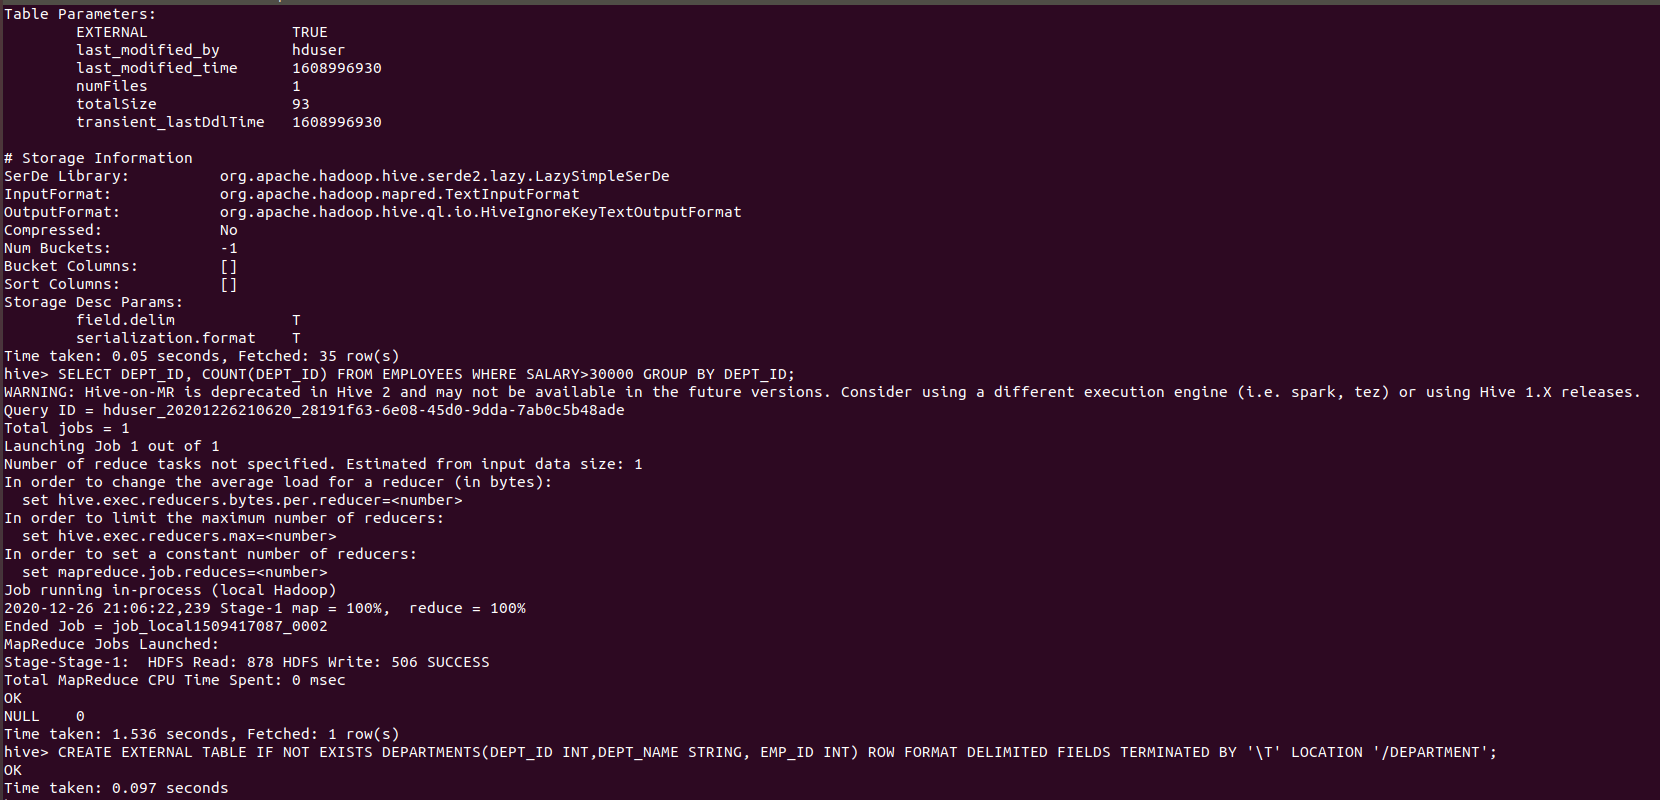 Table Parameters:
EXTERNAL TRUE
last_modified_by hduser
last_modified_time 1608996930
numFiles 1
totalSize 93
transient_lastDdlTime 1608996930
# Storage Information
SerDe Library: org.apache.hadoop.hive.serde2.lazy.LazySimpleSerDe
InputFormat: org.apache.hadoop.mapred.TextInputFormat
OutputFormat: org.apache.hadoop.hive.ql.io.HiveIgnoreKeyTextOutputFormat
Compressed: No
Num Buckets: -1
Bucket Columns: []
Sort Columns: []
Storage Desc Params:
field.delim T
serialization.format T
Time taken: 0.05 seconds, Fetched: 35 row(s)
hive> SELECT DEPT_ID, COUNT(DEPT_ID) FROM EMPLOYEES WHERE SALARY>30000 GROUP BY DEPT_ID;
WARNING: Hive-on-MR is deprecated in Hive 2 and may not be available in the future versions. Consider using a different execution engine (i.e. spark, tez) or using Hive 1.X releases.
Query ID = hduser_20201226210620_28191f63-6e08-45d0-9dda-7ab0c5b48ade
Total jobs = 1
Launching Job 1 out of 1
Number of reduce tasks not specified. Estimated from input data size: 1
In order to change the average load for a reducer (in bytes):
set hive.exec.reducers.bytes.per.reducer=<number>
In order to limit the maximum number of reducers:
set hive.exec.reducers.max=<number>
In order to set a constant number of reducers:
set mapreduce.job.reduces=<number>
Job running in-process (local Hadoop)
2020-12-26 21:06:22,239 Stage-1 map = 100%, reduce = 100%
Ended Job = job_local1509417087_0002
MapReduce Jobs Launched:
Stage-Stage-1: HDFS Read: 878 HDFS Write: 506 SUCCESS
Total MapReduce CPU Time Spent: 0 msec
OK
NULL 0
Time taken: 1.536 seconds, Fetched: 1 row(s)
hive> CREATE EXTERNAL TABLE IF NOT EXISTS DEPARTMENTS(DEPT_ID INT,DEPT_NAME STRING, EMP_ID INT) ROW FORMAT DELIMITED FIELDS TERMINATED BY '\T' LOCATION '/DEPARTMENT';
OK
Time taken: 0.097 seconds